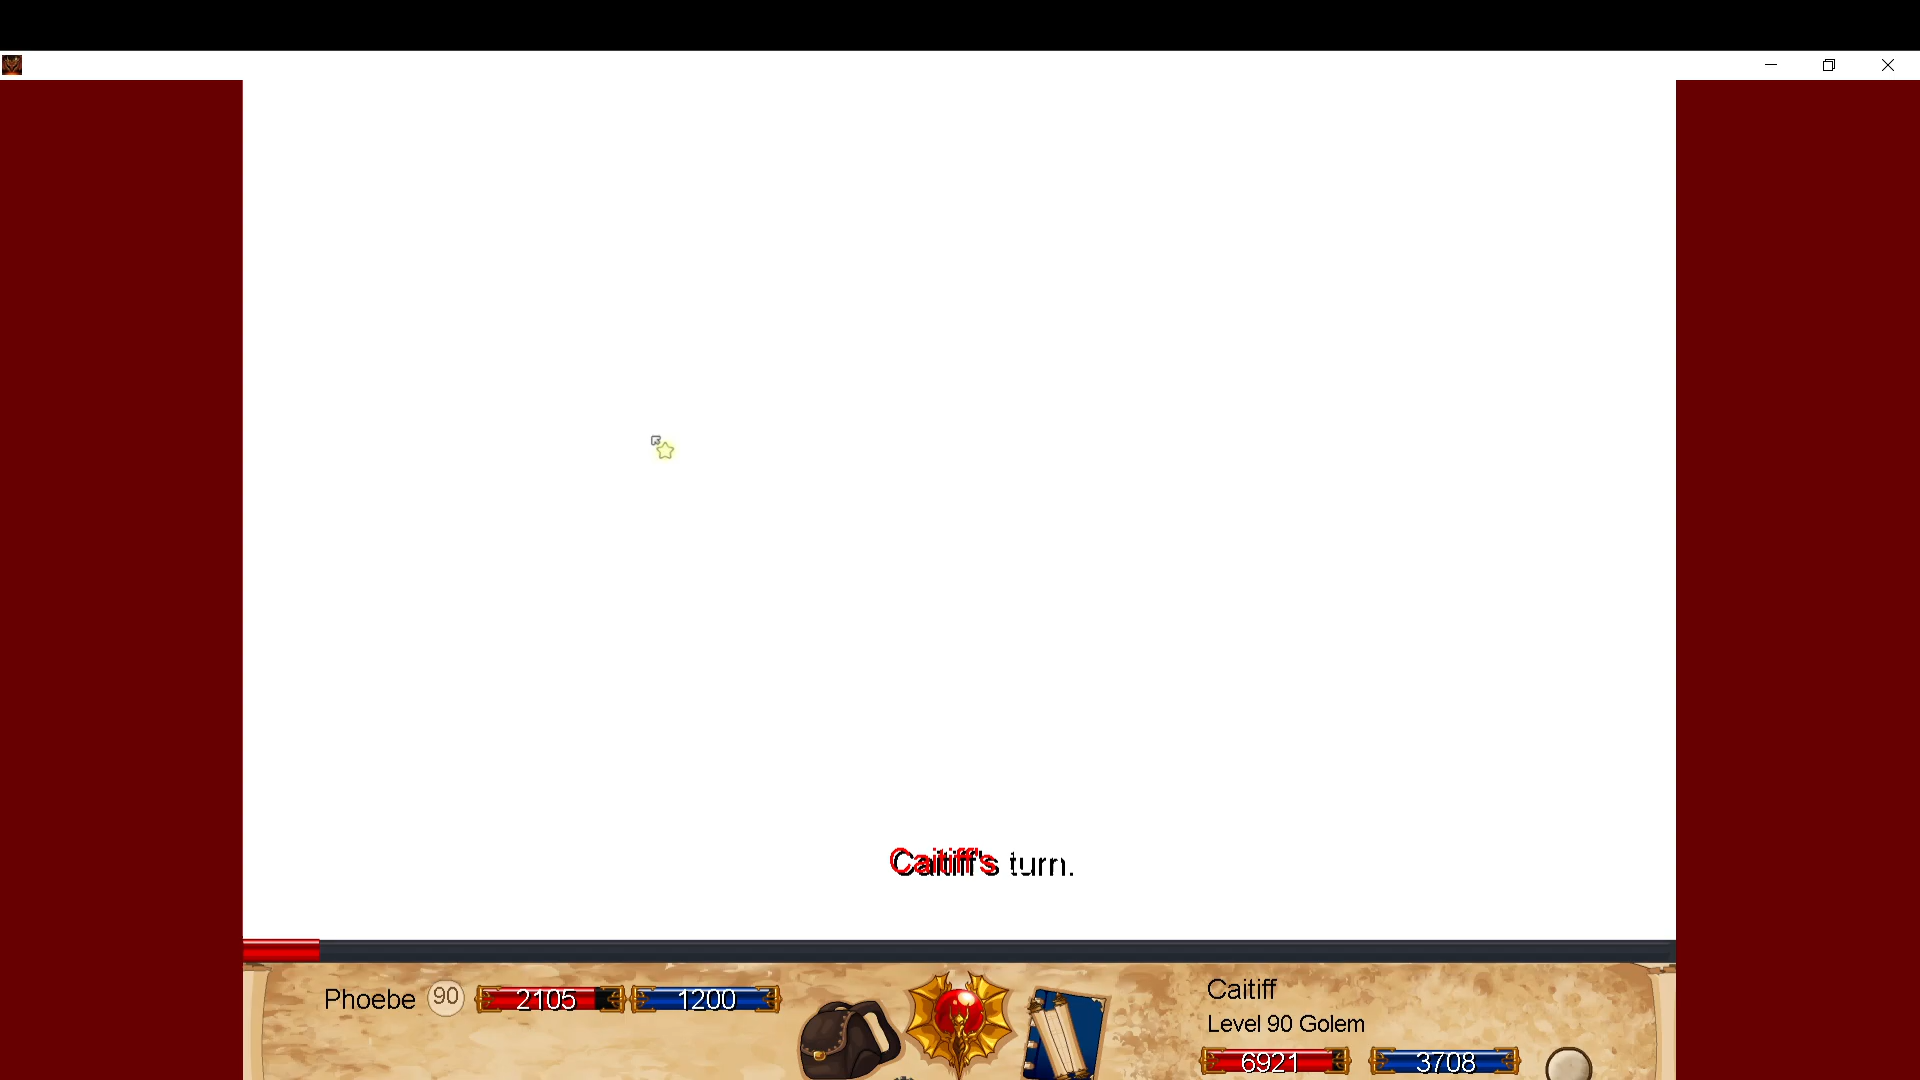 Caitiff's turn.
Phoebe 90 2105 1200
Caitiff
Level 90 Golem
6921 3708